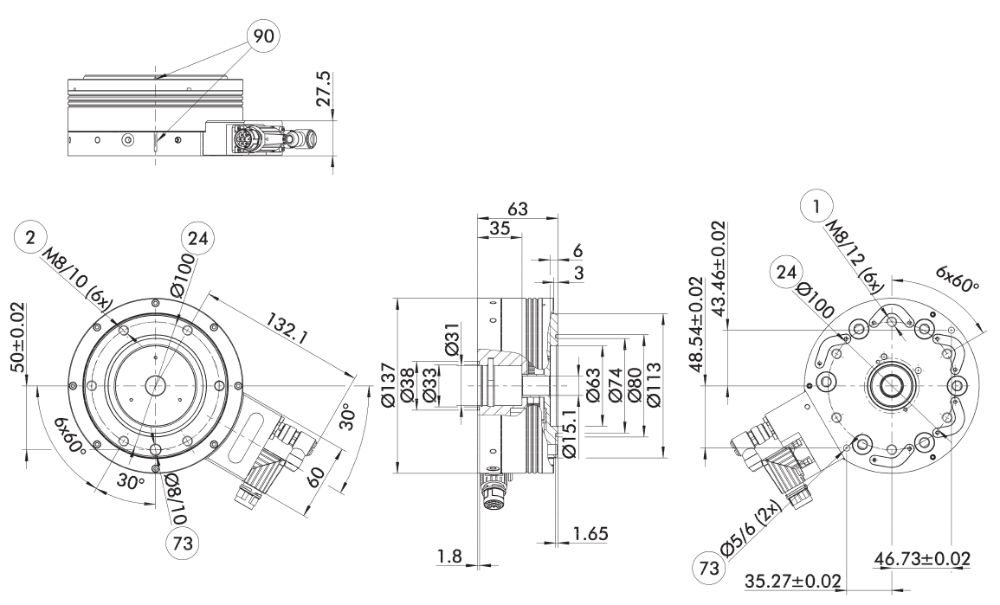 90
27.5
2
24
M8/10 (6x)
Ø100
132.1
50±0.02
6x60°
30°
30°
60
Ø8/10
73
63
35
6
3
Ø31
Ø137
Ø38
Ø33
Ø63
Ø74
Ø80
Ø113
Ø15.1
1.65
1.8
1
M8/12 (6x)
24
Ø100
6x60°
43.46±0.02
48.54±0.02
Ø5/6 (2x)
73
46.73±0.02
35.27±0.02